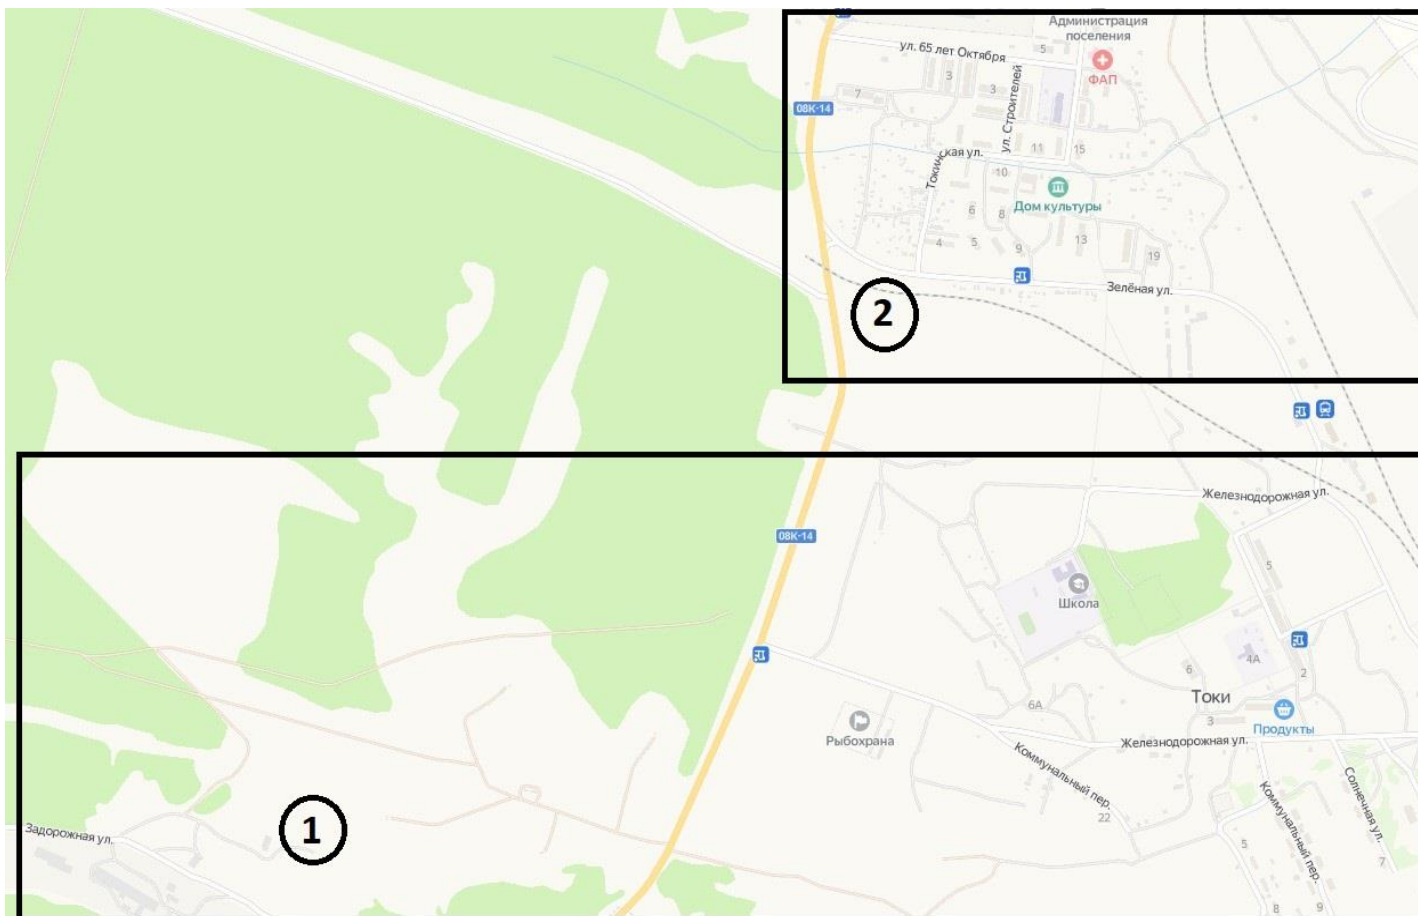 Администрация
поселения
ул. 65 лет Октября
5
ФАП
3
3
7
08К-14
ул. Строителей
11
15
Токинская ул.
10
Дом культуры
6
8
4
5
9
13
19
Зелёная ул.
2
Железнодорожная ул.
08К-14
5
Школа
4А
6
2
6А
Токи
3
Продукты
Рыбохрана
Железнодорожная ул.
Коммунальный пер.
Солнечная ул.
Коммунальный пер.
22
1
Задорожная ул.
5
7
8
9